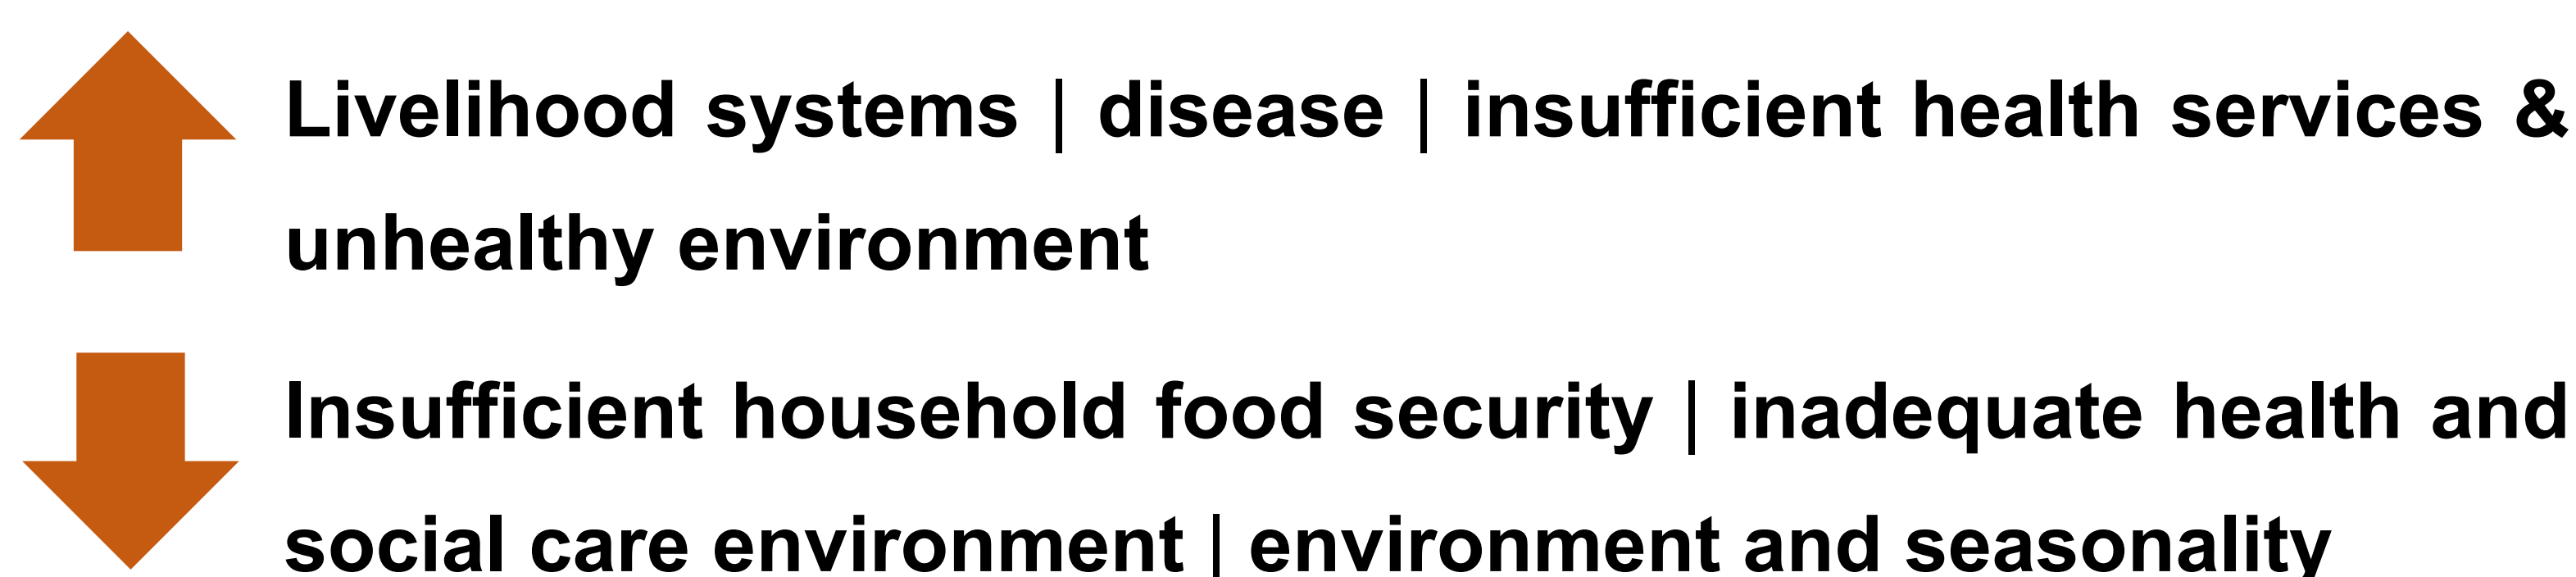 Livelihood systems | disease | insufficient health services &
unhealthy environment
Insufficient household food security | inadequate health and
social care environment | environment and seasonality